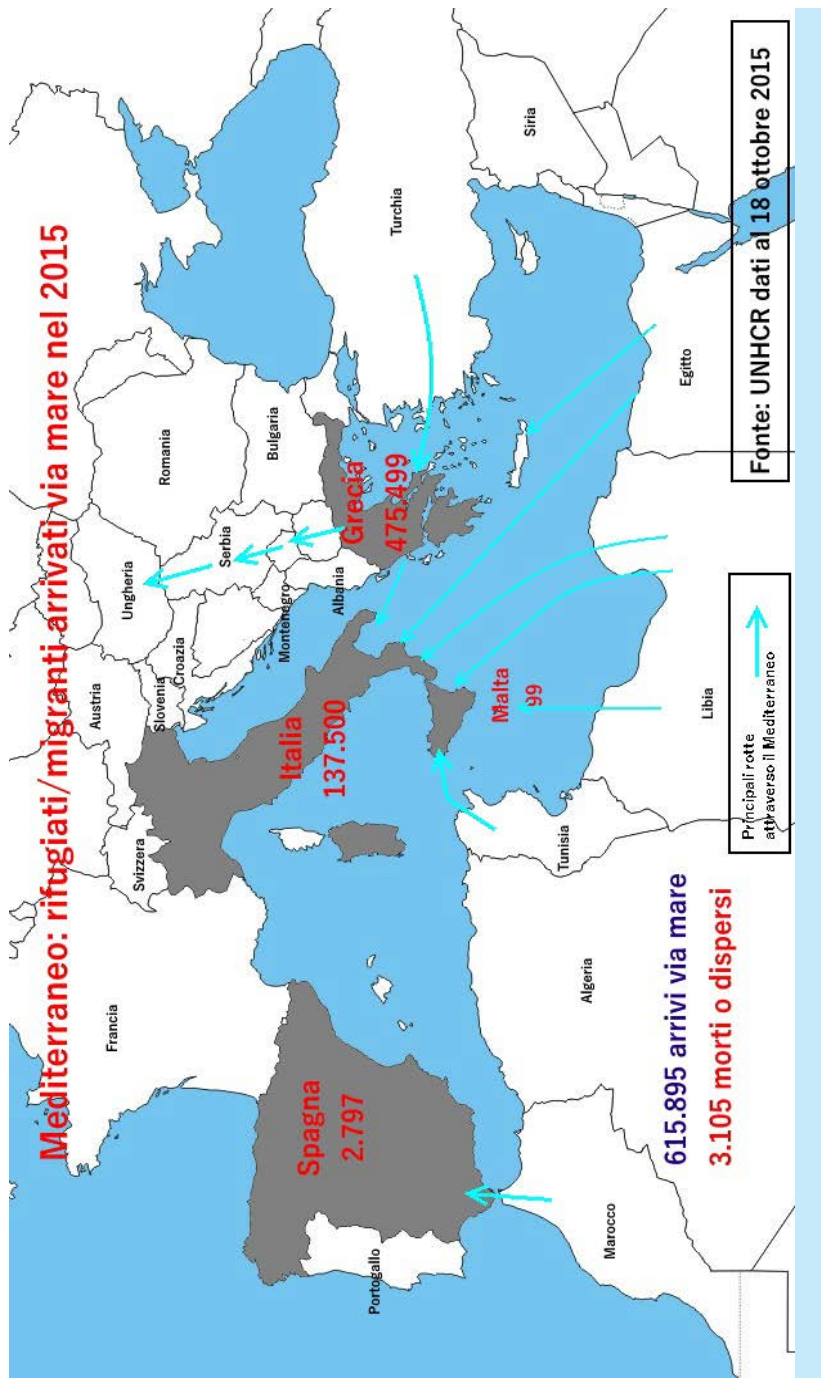 Mediterraneo: rifugiati/migranti arrivati via mare nel 2015
Francia
Svizzera
Austria
Slovenia
Croazia
Ungheria
Romania
Serbia
Bulgaria
Montenegro
Albania
Spagna
2.797
Portogallo
Italia
137.500
Grecia
475.499
Turchia
Siria
Malta
99
Marocco
Algeria
Tunisia
Libia
Egitto
615.895 arrivi via mare
3.105 morti o dispersi
Principali rotte
attraverso il Mediterraneo
Fonte: UNHCR dati al 18 ottobre 2015